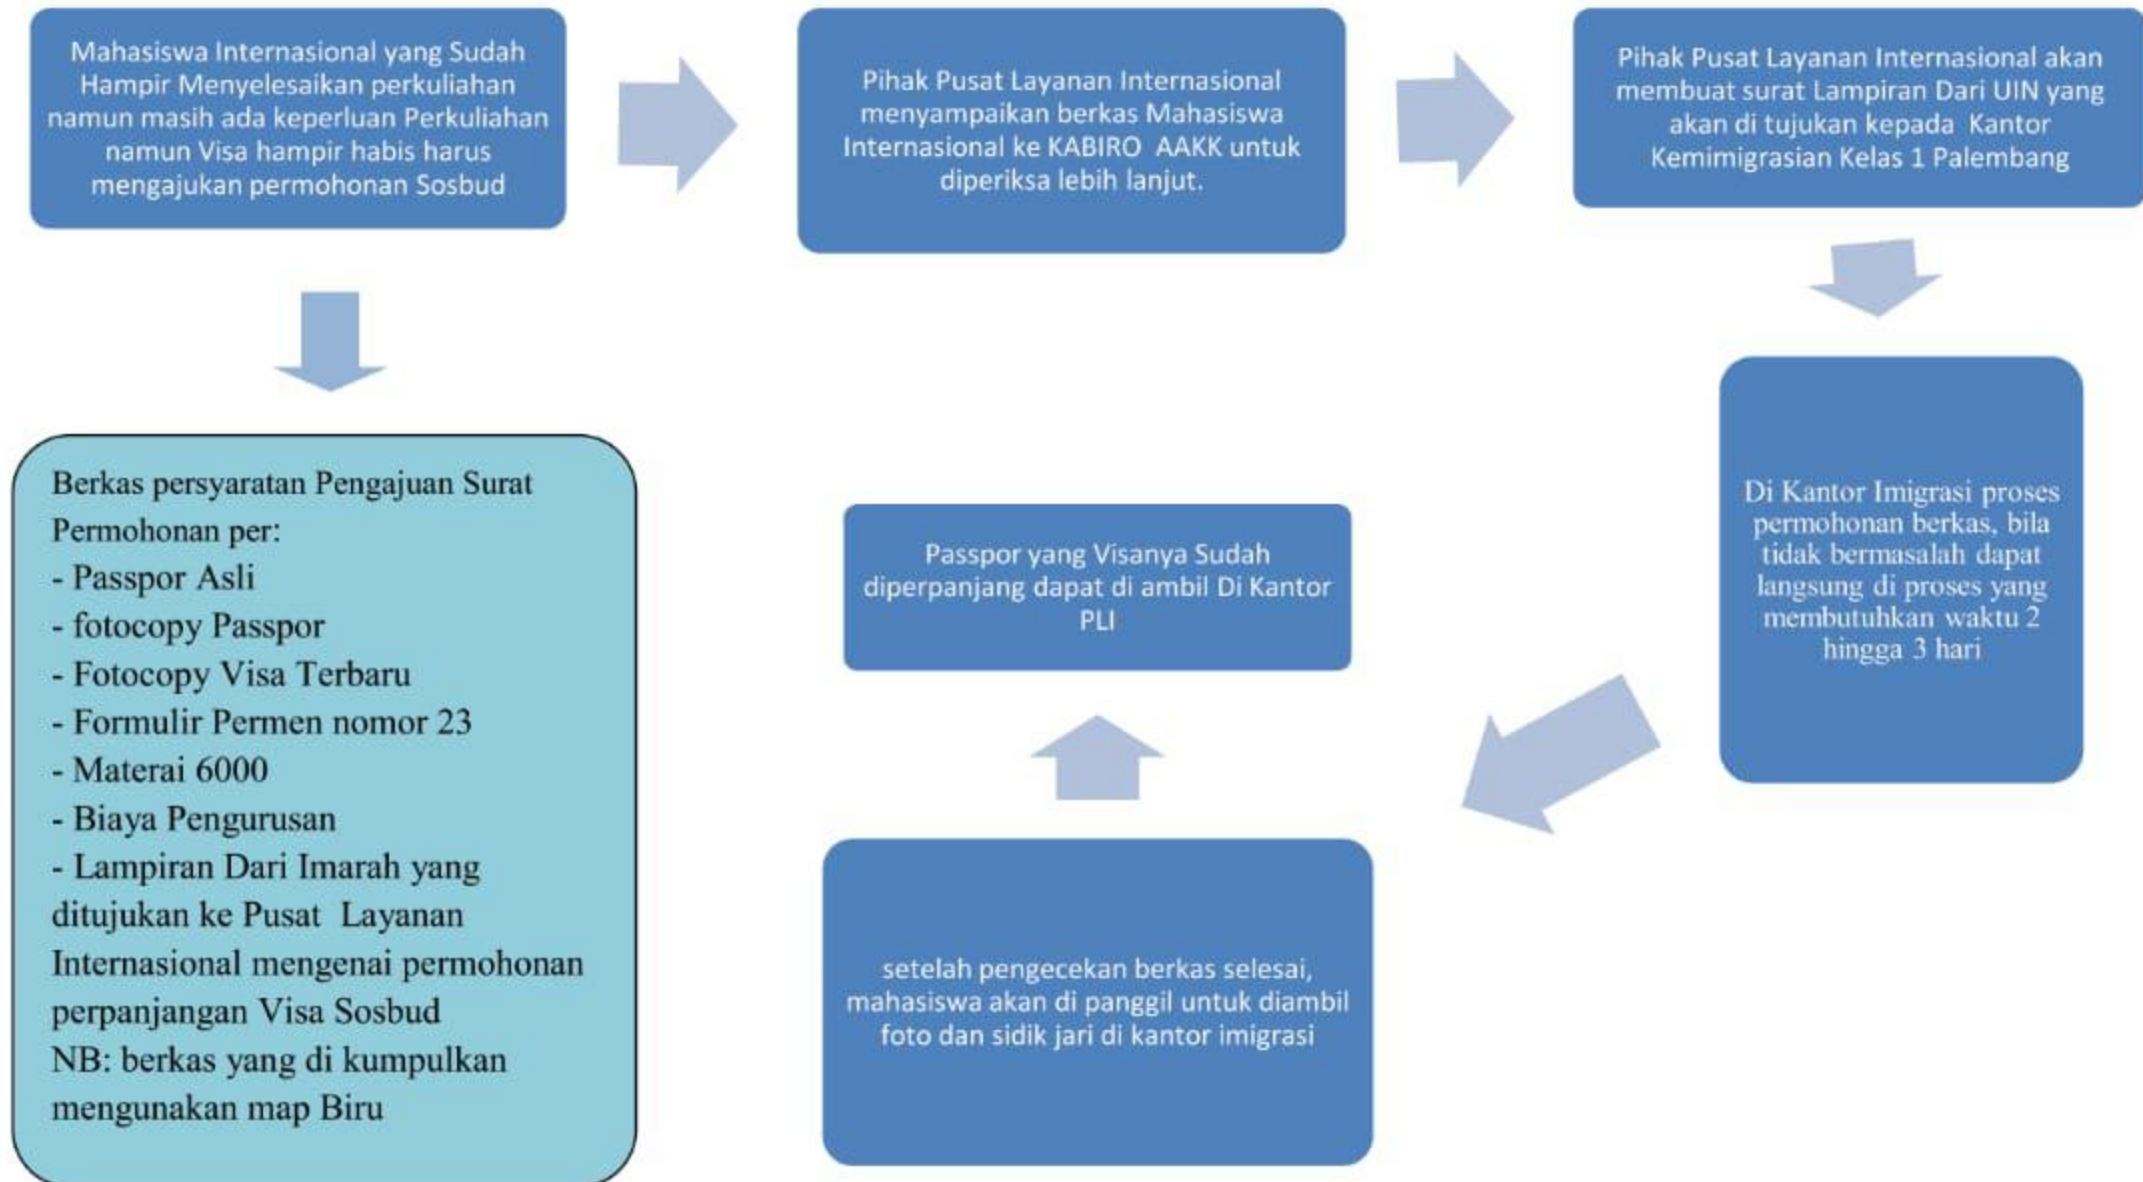 Mahasiswa Internasional yang Sudah
Hampir Menyelesaikan perkuliahan
namun masih ada keperluan Perkuliahan
namun Visa hampir habis harus
mengajukan permohonan Sosbud
Pihak Pusat Layanan Internasional
menyampaikan berkas Mahasiswa
Internasional ke KABIRO  AAKK untuk
diperiksa lebih lanjut.
Pihak Pusat Layanan Internasional akan
membuat surat Lampiran Dari UIN yang
akan di tujukan kepada  Kantor
Kemimigrasian Kelas 1 Palembang
Di Kantor Imigrasi proses
permohonan berkas, bila
tidak bermasalah dapat
langsung di proses yang
membutuhkan waktu 2
hingga 3 hari
setelah pengecekan berkas selesai,
mahasiswa akan di panggil untuk diambil
foto dan sidik jari di kantor imigrasi
Passpor yang Visanya Sudah
diperpanjang dapat di ambil Di Kantor
PLI
Berkas persyaratan Pengajuan Surat
Permohonan per:
- Passpor Asli
- fotocopy Passpor
- Fotocopy Visa Terbaru
- Formulir Permen nomor 23
- Materai 6000
- Biaya Pengurusan
- Lampiran Dari Imarah yang
ditujukan ke Pusat  Layanan
Internasional mengenai permohonan
perpanjangan Visa Sosbud
NB: berkas yang di kumpulkan
mengunakan map Biru